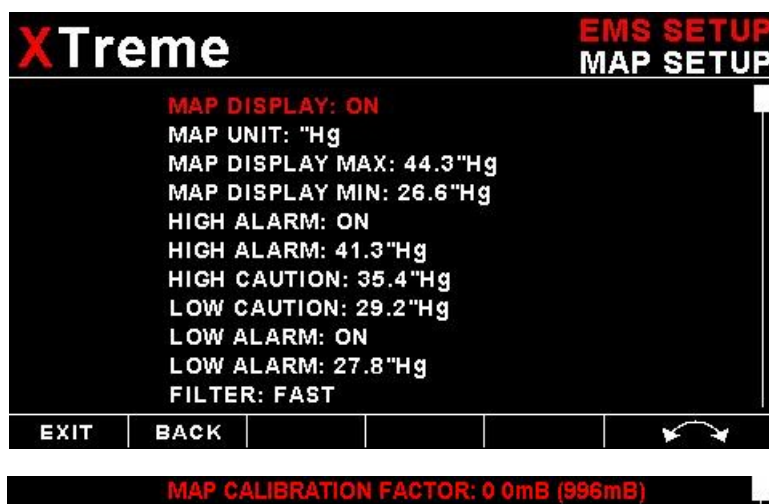 XTreme
EMS SETUP
MAP SETUP
MAP DISPLAY: ON
MAP UNIT: "Hg
MAP DISPLAY MAX: 44.3"Hg
MAP DISPLAY MIN: 26.6"Hg
HIGH ALARM: ON
HIGH ALARM: 41.3"Hg
HIGH CAUTION: 35.4"Hg
LOW CAUTION: 29.2"Hg
LOW ALARM: ON
LOW ALARM: 27.8"Hg
FILTER: FAST
EXIT BACK
MAP CALIBRATION FACTOR: 0 0mB (996mB)